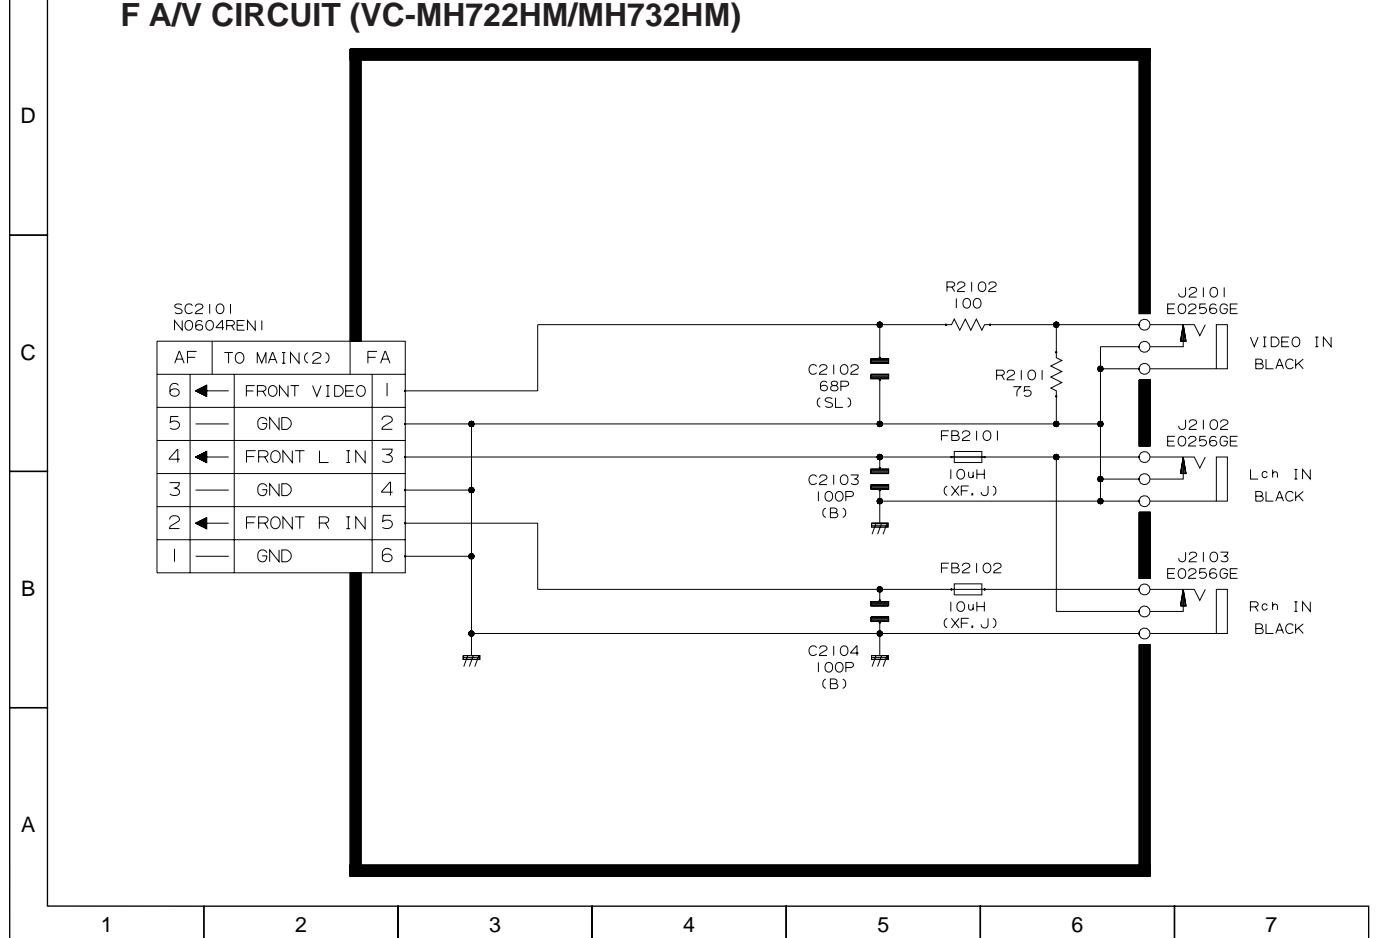 F A/V CIRCUIT (VC-MH722HM/MH732HM)
D
C
B
A
SC2101
N0604REN1
AF TO MAIN(2) FA
6 FRONT VIDEO 1
5 GND 2
4 FRONT L IN 3
3 GND 4
2 FRONT R IN 5
1 GND 6
R2102
100
C2102
68P
(SL)
R2101
75
J2101
E0256GE
VIDEO IN
BLACK
FB2101
10uH
(XF.J)
C2103
100P
(B)
J2102
E0256GE
Lch IN
BLACK
FB2102
10uH
(XF.J)
C2104
100P
(B)
J2103
E0256GE
Rch IN
BLACK
1 2 3 4 5 6 7